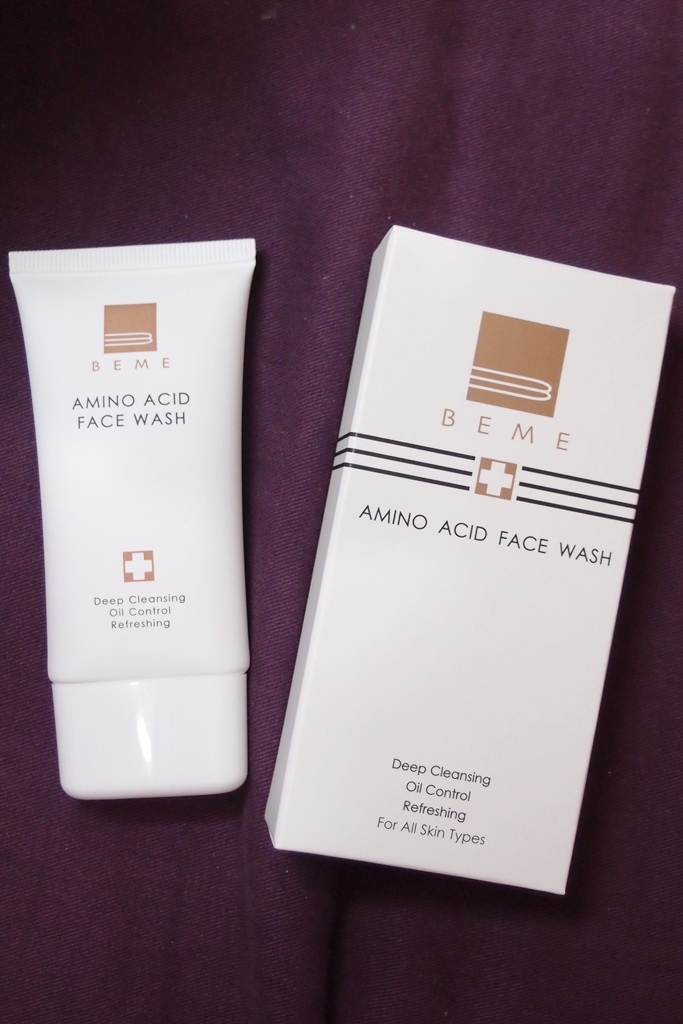 BEME
AMINO ACID
FACE WASH
Deep Cleansing
Oil Control
Refreshing
BEME
AMINO ACID FACE WASH
Deep Cleansing
Oil Control
Refreshing
For All Skin Types